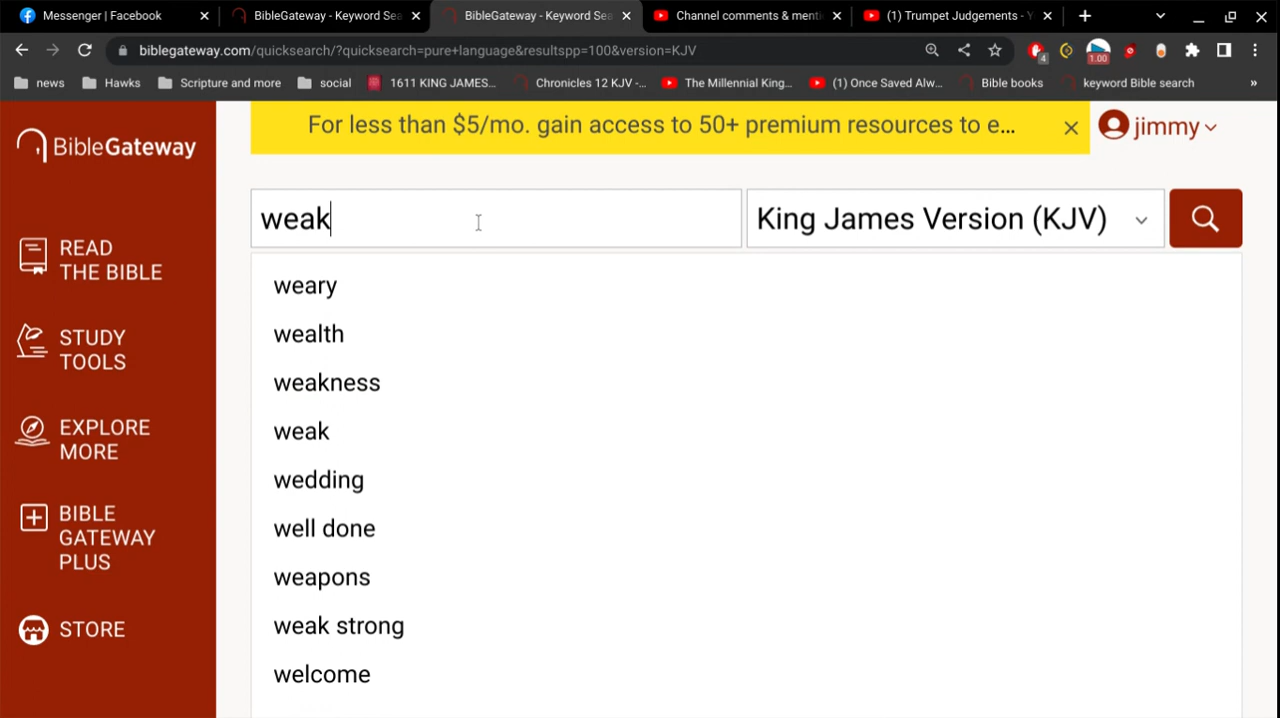 Messenger | Facebook
BibleGateway - Keyword Sea
BibleGateway - Keyword Sea
Channel comments & menti
(1) Trumpet Judgements - Y
biblegateway.com/quicksearch/?quicksearch=pure+language&resultspp=100&version=KJV
4
1.00
news
Hawks
Scripture and more
social
1611 KING JAMES...
Chronicles 12 KJV -...
The Millennial King...
(1) Once Saved Alw...
Bible books
keyword Bible search
»
BibleGateway
For less than $5/mo. gain access to 50+ premium resources to e...
jimmy
weak
King James Version (KJV)
READ
THE BIBLE
STUDY
TOOLS
EXPLORE
MORE
BIBLE
GATEWAY
PLUS
STORE
weary
wealth
weakness
weak
wedding
well done
weapons
weak strong
welcome